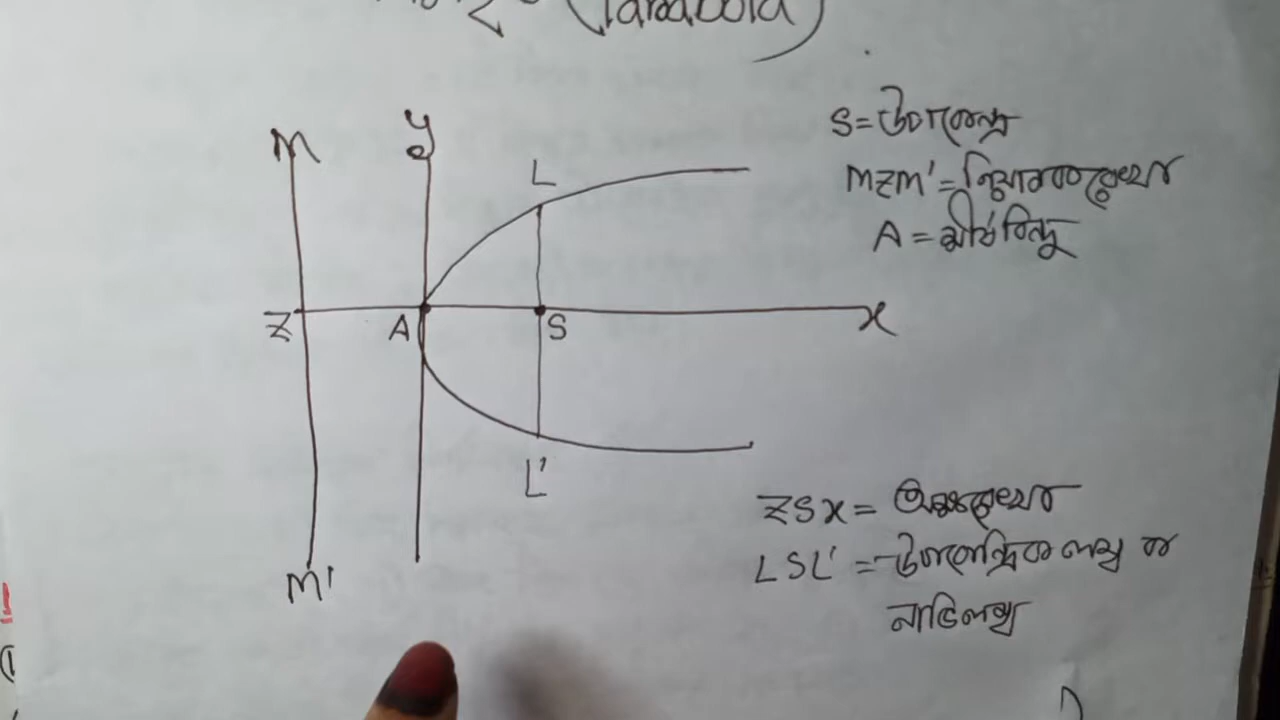 (Parabola)
M
y
L
Z
A
S
x
L'
M'
S = উপকেন্দ্র
MZM' = নিয়ামকরেখা
A = শীর্ষবিন্দু
ZSX = অক্ষরেখা
LSL' = উপকেন্দ্রিক লম্ব বা
নাভিলম্ব